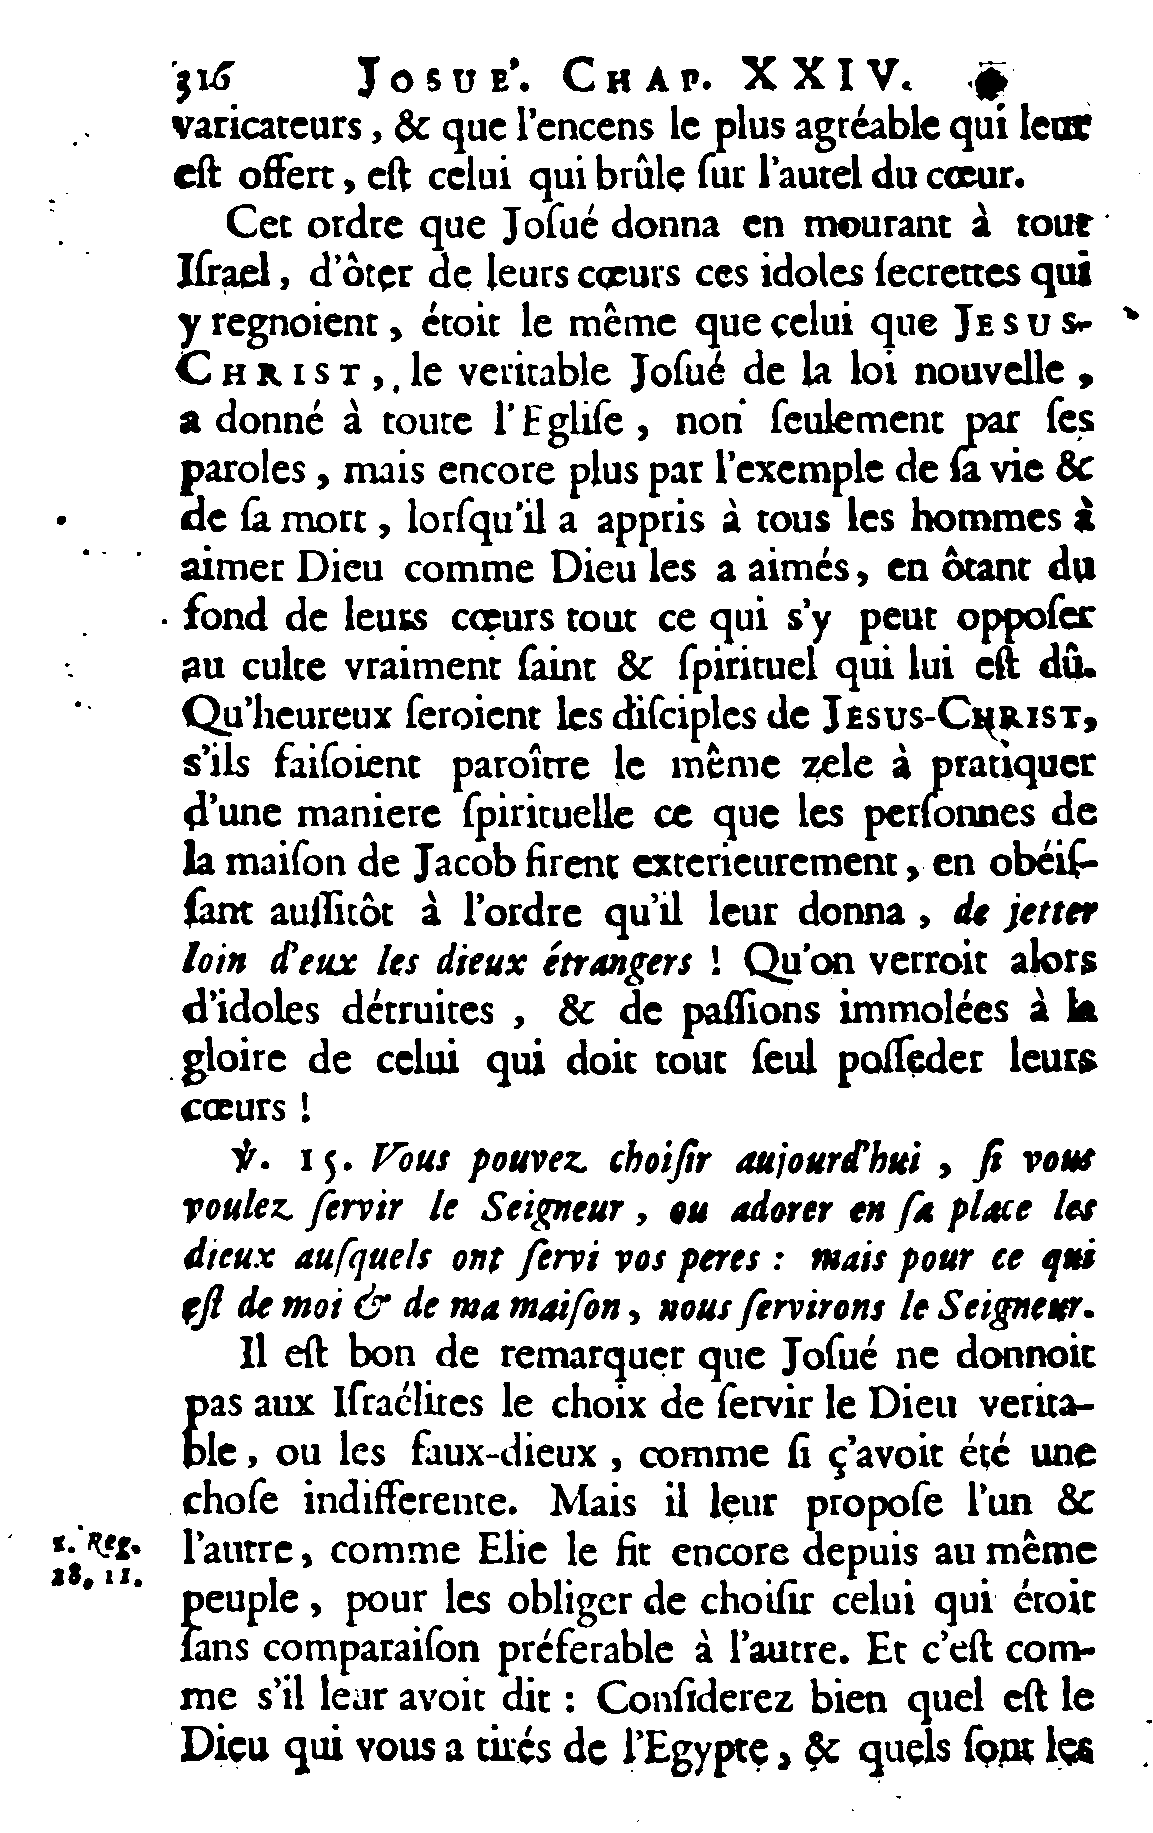 316 JOSUE'. CHAP. XXIV.
varicateurs, & que l'encens le plus agréable qui leur
eſt offert, eſt celui qui brûle ſur l'autel du cœur.
Cet ordre que Joſué donna en mourant à tout
Iſrael, d'ôter de leurs cœurs ces idoles ſecrettes qui
y regnoient, étoit le même que celui que JESUS-
CHRIST, le veritable Joſué de la loi nouvelle,
a donné à toute l'Egliſe, non ſeulement par ſes
paroles, mais encore plus par l'exemple de ſa vie &
de ſa mort, lorſqu'il a appris à tous les hommes à
aimer Dieu comme Dieu les a aimés, en ôtant du
fond de leurs cœurs tout ce qui s'y peut oppoſer
au culte vraiment ſaint & ſpirituel qui lui eſt dû.
Qu'heureux ſeroient les diſciples de JESUS-CHRIST,
s'ils faiſoient paroître le même zele à pratiquer
d'une maniere ſpirituelle ce que les perſonnes de
la maiſon de Jacob firent exterieurement, en obéiſ-
ſant auſſitôt à l'ordre qu'il leur donna, de jetter
loin d'eux les dieux étrangers ! Qu'on verroit alors
d'idoles détruites, & de paſſions immolées à la
gloire de celui qui doit tout ſeul poſſeder leurs
cœurs !
℣. 15. Vous pouvez choiſir aujourd'hui, ſi vous
voulez ſervir le Seigneur, ou adorer en ſa place les
dieux auſquels ont ſervi vos peres : mais pour ce qui
eſt de moi & de ma maiſon, nous ſervirons le Seigneur.
Il eſt bon de remarquer que Joſué ne donnoit
pas aux Iſraélites le choix de ſervir le Dieu verita-
ble, ou les faux-dieux, comme ſi ç'avoit été une
choſe indifferente. Mais il leur propoſe l'un &
1. Reg.
18. 21.
l'autre, comme Elie le fit encore depuis au même
peuple, pour les obliger de choiſir celui qui étoit
ſans comparaiſon préferable à l'autre. Et c'eſt com-
me s'il leur avoit dit : Conſiderez bien quel eſt le
Dieu qui vous a tirés de l'Egypte, & quels ſont les